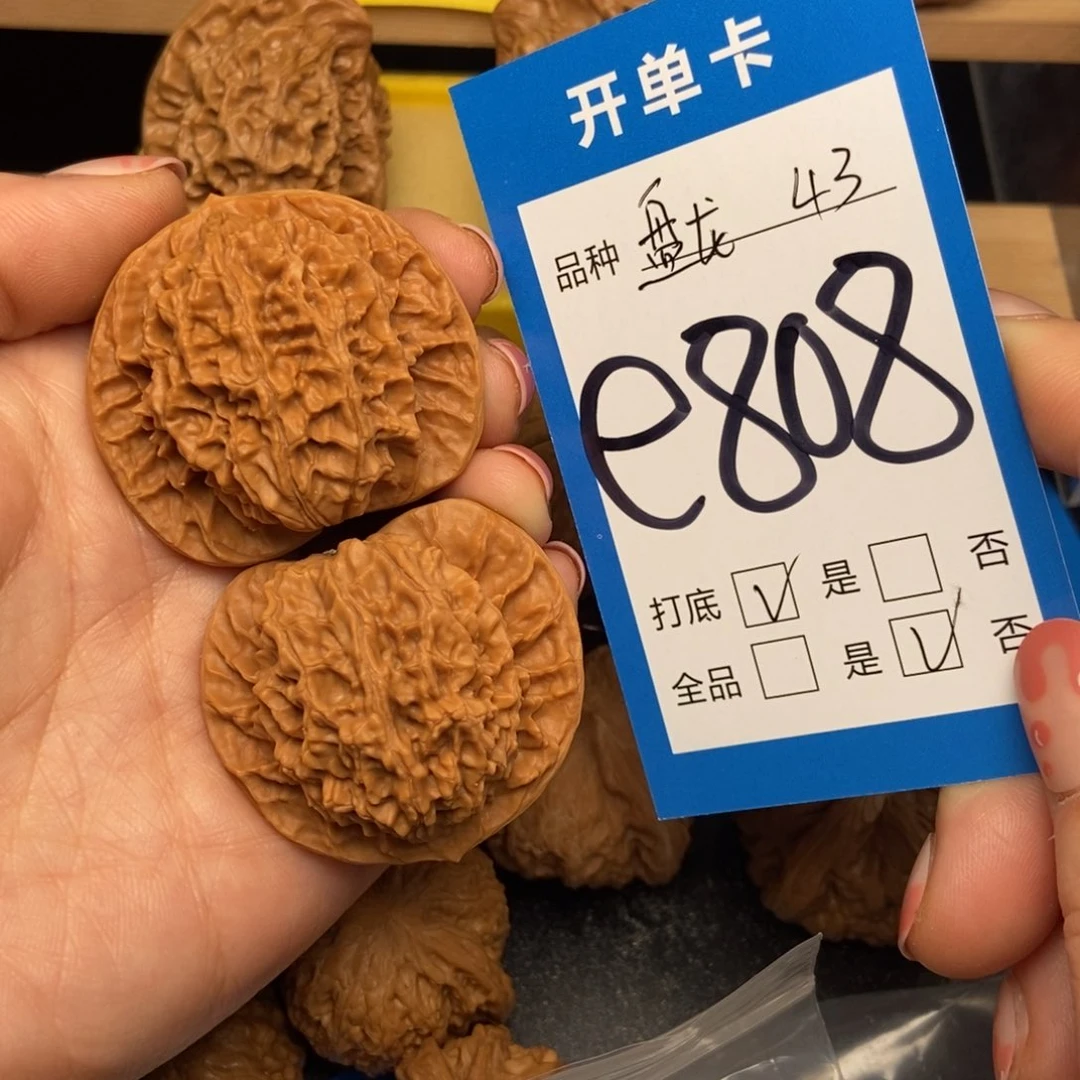 开单卡
品种 盘龙 43
e808
打底 √ 是 否
全品 是 √ 否